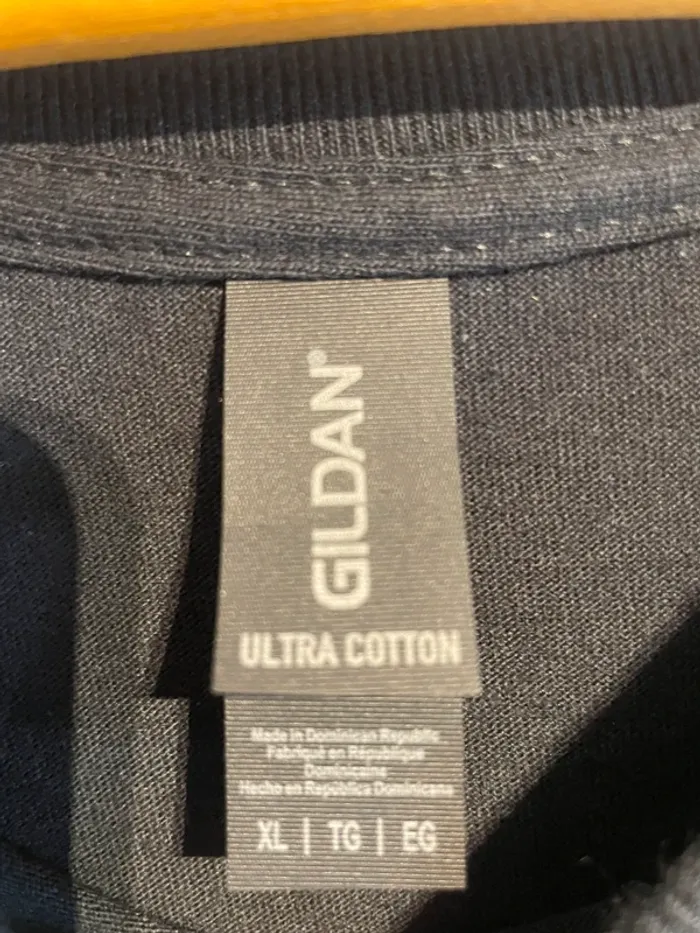 GILDAN®
ULTRA COTTON
Made in Dominican Republic
Fabriqué en République
Dominicaine
Hecho en República Dominicana
XL | TG | EG